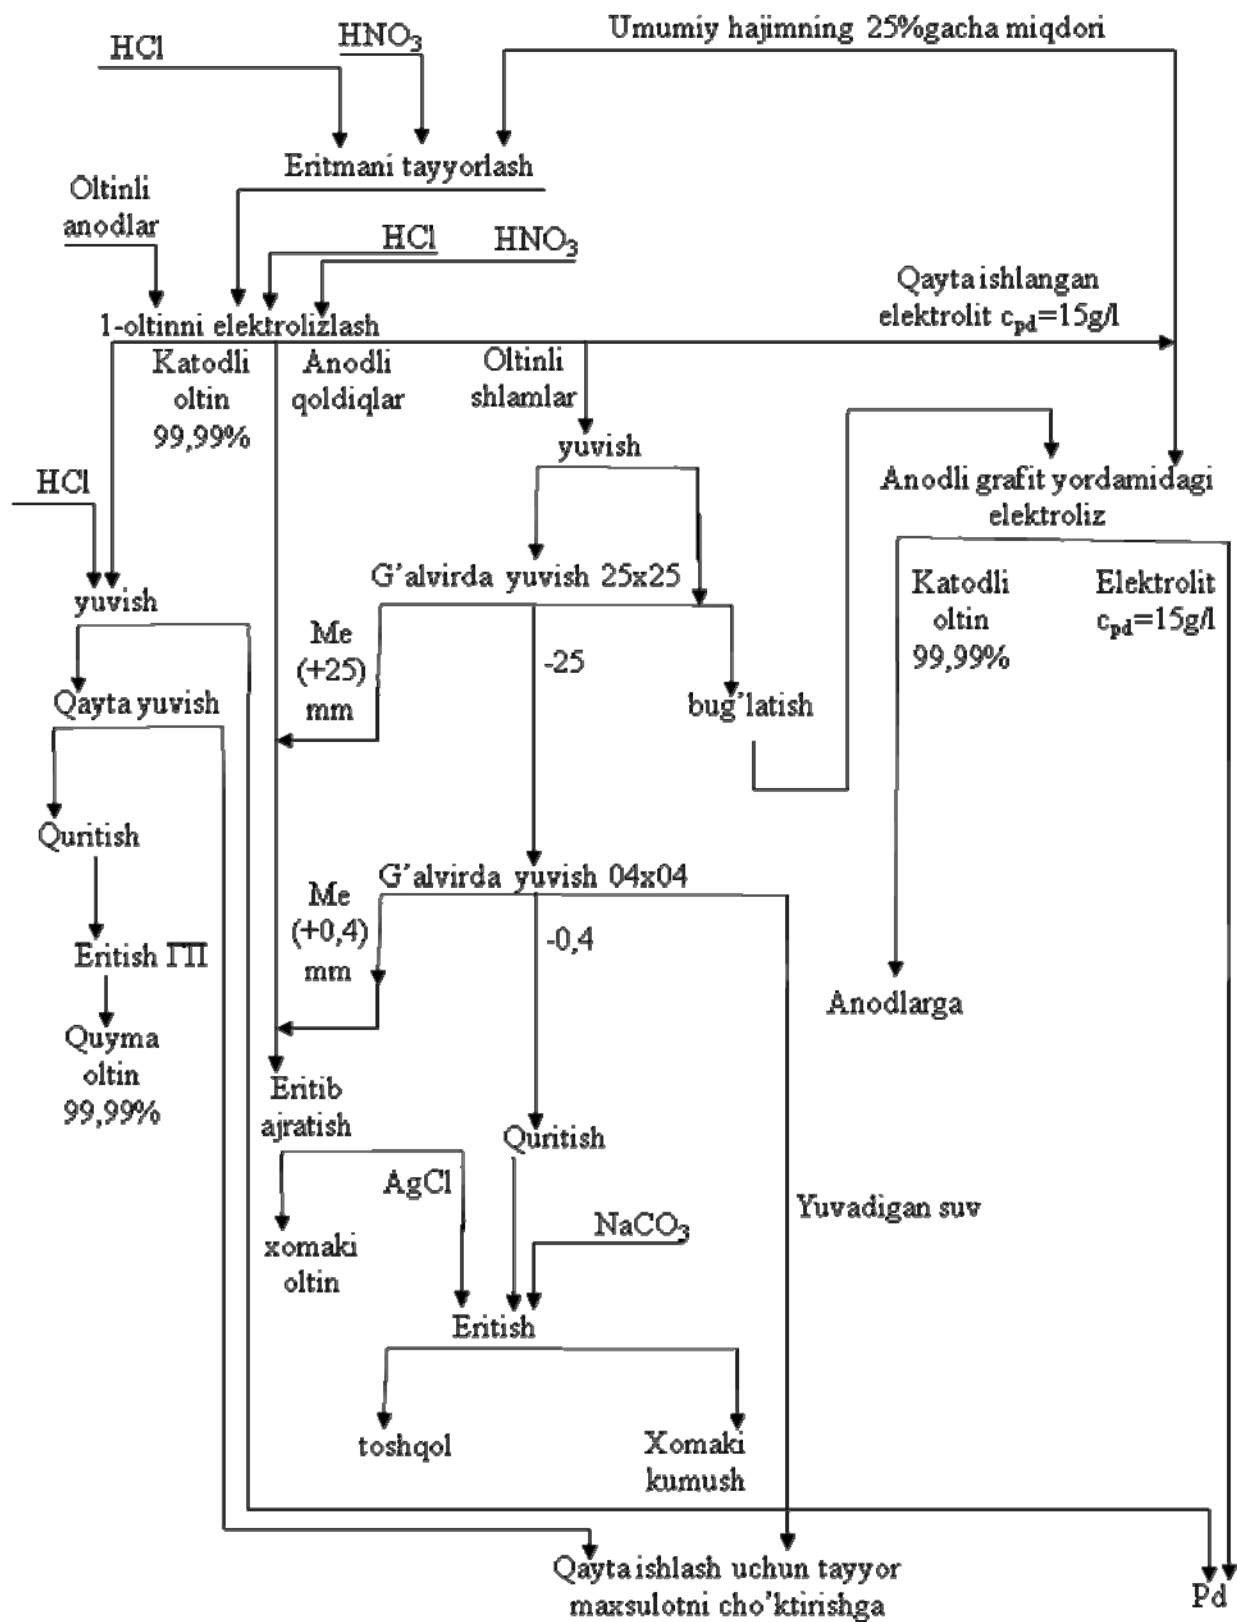 Umumiy hajimning 25%gacha miqdori
HCl
HNO₃
Eritmani tayyorlash
Oltinli
anodlar
HCl
HNO₃
Qayta ishlangan
elektrolit c_pd=15g/l
1-oltinni elektrolizlash
Katodli
oltin
99,99%
Anodli
qoldiqlar
Oltinli
shlamlar
yuvish
HCl
Anodli grafit yordamidagi
elektroliz
G'alvirda yuvish 25x25
yuvish
Katodli
oltin
99,99%
Elektrolit
c_pd=15g/l
Me
(+25)
mm
-25
Qayta yuvish
bug'latish
Quritish
G'alvirda yuvish 04x04
Me
(+0,4)
mm
-0,4
Eritish ГП
Anodlarga
Quyma
oltin
99,99%
Eritib
ajratish
Quritish
AgCl
Yuvadigan suv
NaCO₃
xomaki
oltin
Eritish
toshqol
Xomaki
kumush
Qayta ishlash uchun tayyor
maxsulotni cho'ktirishga
Pd